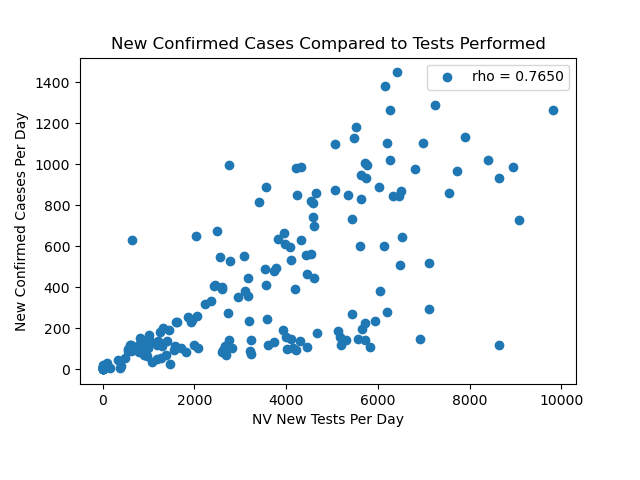 New Confirmed Cases Compared to Tests Performed
rho = 0.7650
1400
1200
1000
800
600
400
200
0
New Confirmed Caeses Per Day
0 2000 4000 6000 8000 10000
NV New Tests Per Day